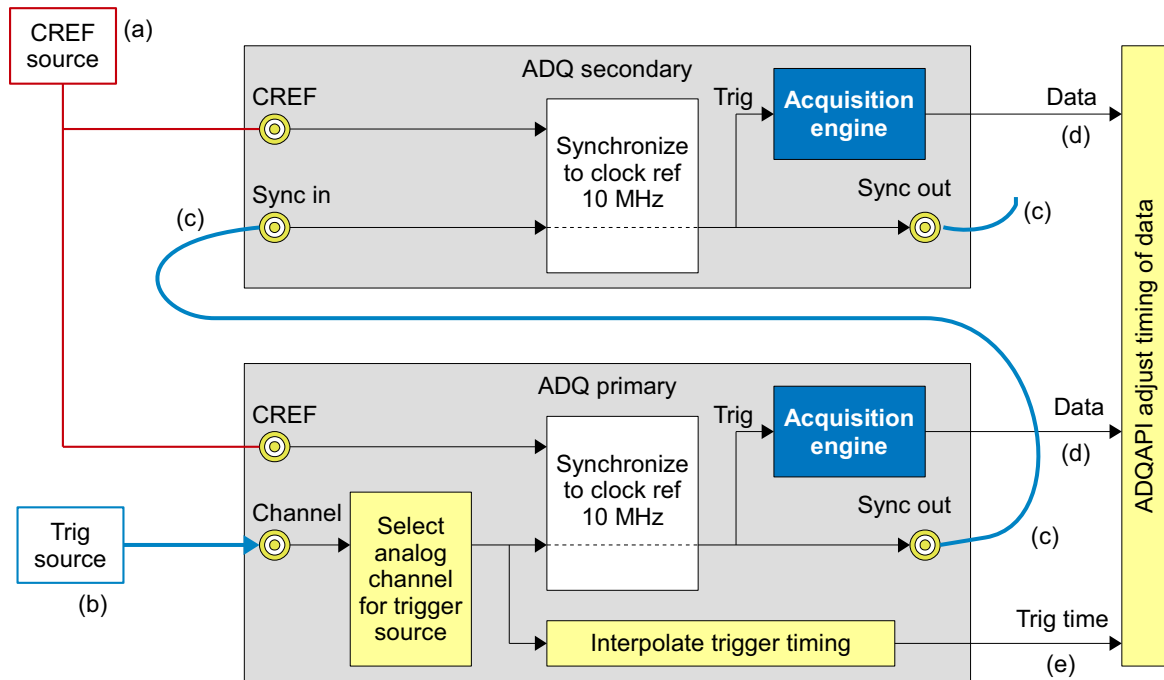 CREF
source
(a)
ADQ secondary
CREF
Sync in
(c)
Synchronize
to clock ref
10 MHz
Trig
Acquisition
engine
Sync out
(c)
Data
(d)
ADQ primary
CREF
Channel
Trig
source
(b)
Select
analog
channel
for trigger
source
Synchronize
to clock ref
10 MHz
Trig
Acquisition
engine
Sync out
(c)
Data
(d)
Interpolate trigger timing
Trig time
(e)
ADQAPI adjust timing of data